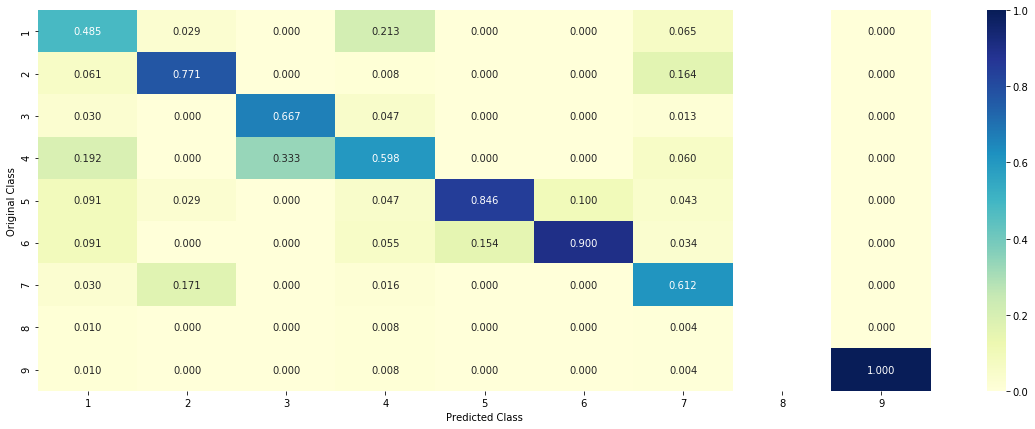 1 0.485 0.029 0.000 0.213 0.000 0.000 0.065 0.000
2 0.061 0.771 0.000 0.008 0.000 0.000 0.164 0.000
3 0.030 0.000 0.667 0.047 0.000 0.000 0.013 0.000
4 0.192 0.000 0.333 0.598 0.000 0.000 0.060 0.000
5 0.091 0.029 0.000 0.047 0.846 0.100 0.043 0.000
6 0.091 0.000 0.000 0.055 0.154 0.900 0.034 0.000
7 0.030 0.171 0.000 0.016 0.000 0.000 0.612 0.000
8 0.010 0.000 0.000 0.008 0.000 0.000 0.004 0.000
9 0.010 0.000 0.000 0.008 0.000 0.000 0.004 1.000
1 2 3 4 5 6 7 8 9
Predicted Class
Original Class
1.0
0.8
0.6
0.4
0.2
0.0